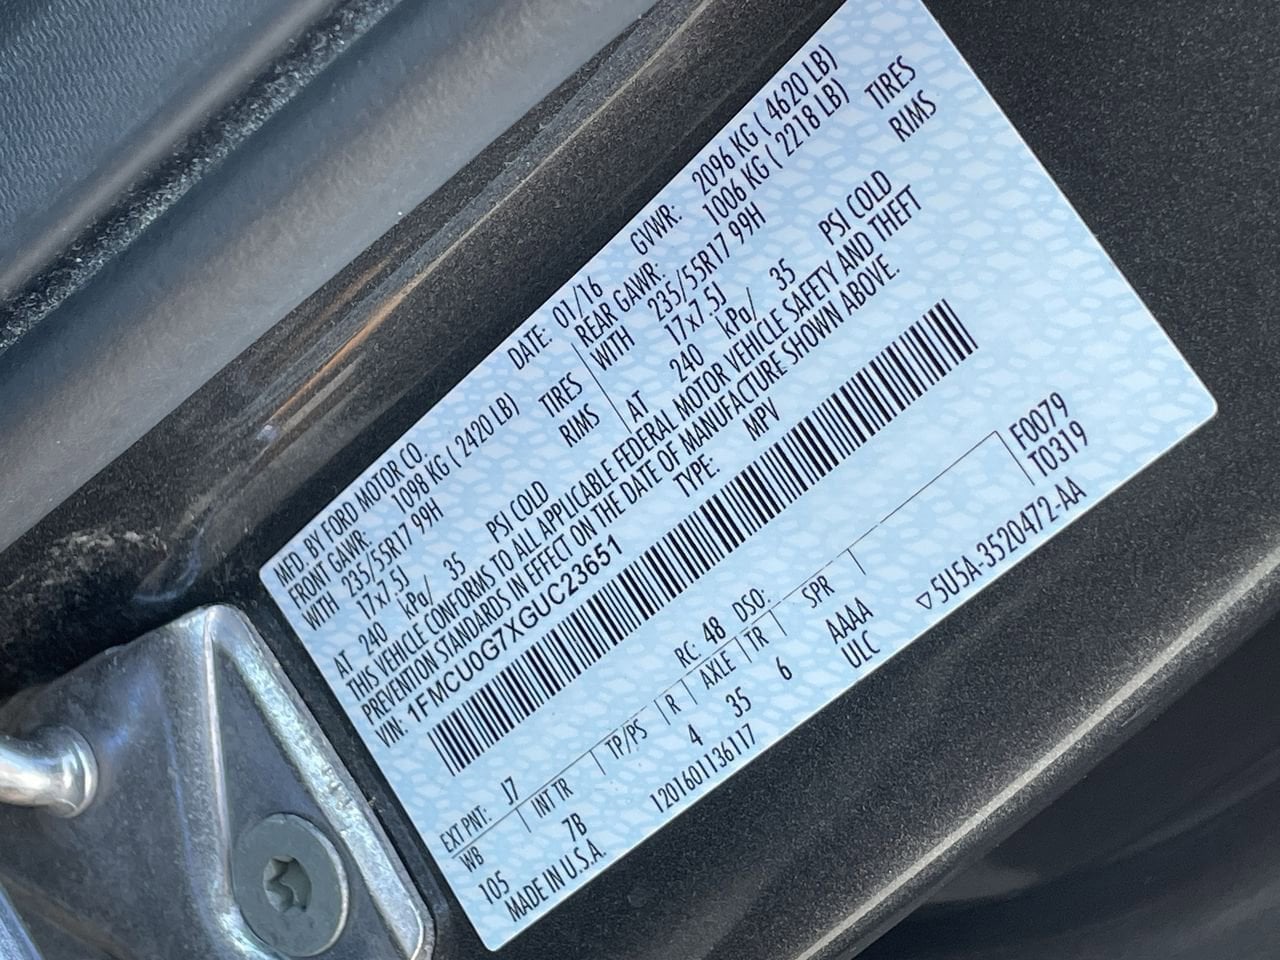 MFD. BY FORD MOTOR CO. DATE: 01/16 GVWR: 2096 KG ( 4620 LB)
FRONT GAWR: 1098 KG ( 2420 LB) REAR GAWR: 1006 KG ( 2218 LB)
WITH 235/55R17 99H TIRES WITH 235/55R17 99H TIRES
17x7.5J RIMS 17x7.5J RIMS
AT 240 kPa/ 35 PSI COLD AT 240 kPa/ 35 PSI COLD
THIS VEHICLE CONFORMS TO ALL APPLICABLE FEDERAL MOTOR VEHICLE SAFETY AND THEFT
PREVENTION STANDARDS IN EFFECT ON THE DATE OF MANUFACTURE SHOWN ABOVE.
VIN: 1FMCU0G7XGUC23651 TYPE: MPV
EXT PNT: J7 RC: 48 DSO: F0079
WB INT TR TP/PS R AXLE TR SPR T0319
105 7B 4 35 6 AAAA
MADE IN U.S.A. 1201601136117 ULC ▽5U5A-3520472-AA